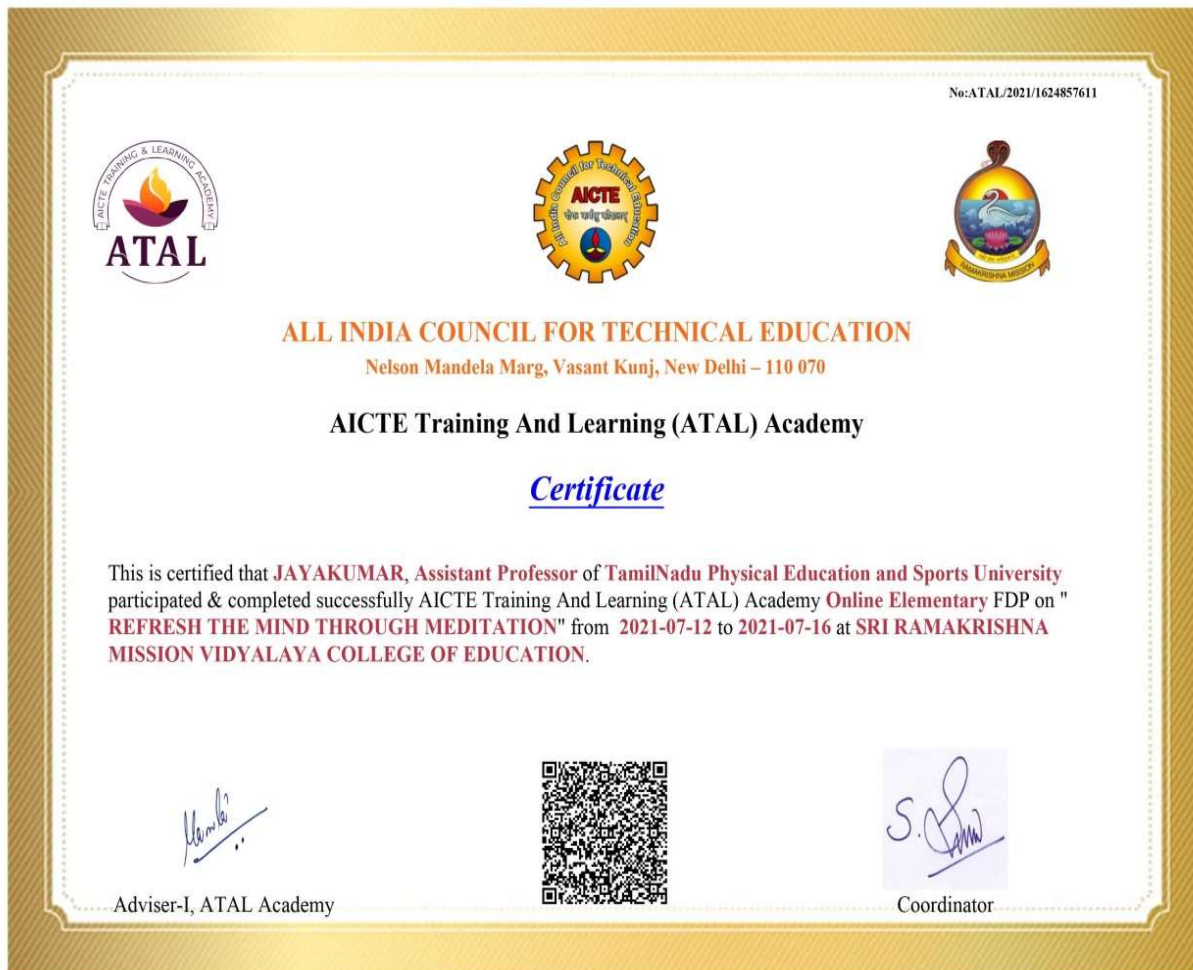 No:ATAL/2021/1624857611
AICTE TRAINING & LEARNING ACADEMY
ATAL
All India Council for Technical Education
AICTE
RAMAKRISHNA MISSION
ALL INDIA COUNCIL FOR TECHNICAL EDUCATION
Nelson Mandela Marg, Vasant Kunj, New Delhi – 110 070
AICTE Training And Learning (ATAL) Academy
Certificate
This is certified that JAYAKUMAR, Assistant Professor of TamilNadu Physical Education and Sports University
participated & completed successfully AICTE Training And Learning (ATAL) Academy Online Elementary FDP on "
REFRESH THE MIND THROUGH MEDITATION" from 2021-07-12 to 2021-07-16 at SRI RAMAKRISHNA
MISSION VIDYALAYA COLLEGE OF EDUCATION.
Adviser-I, ATAL Academy
Coordinator